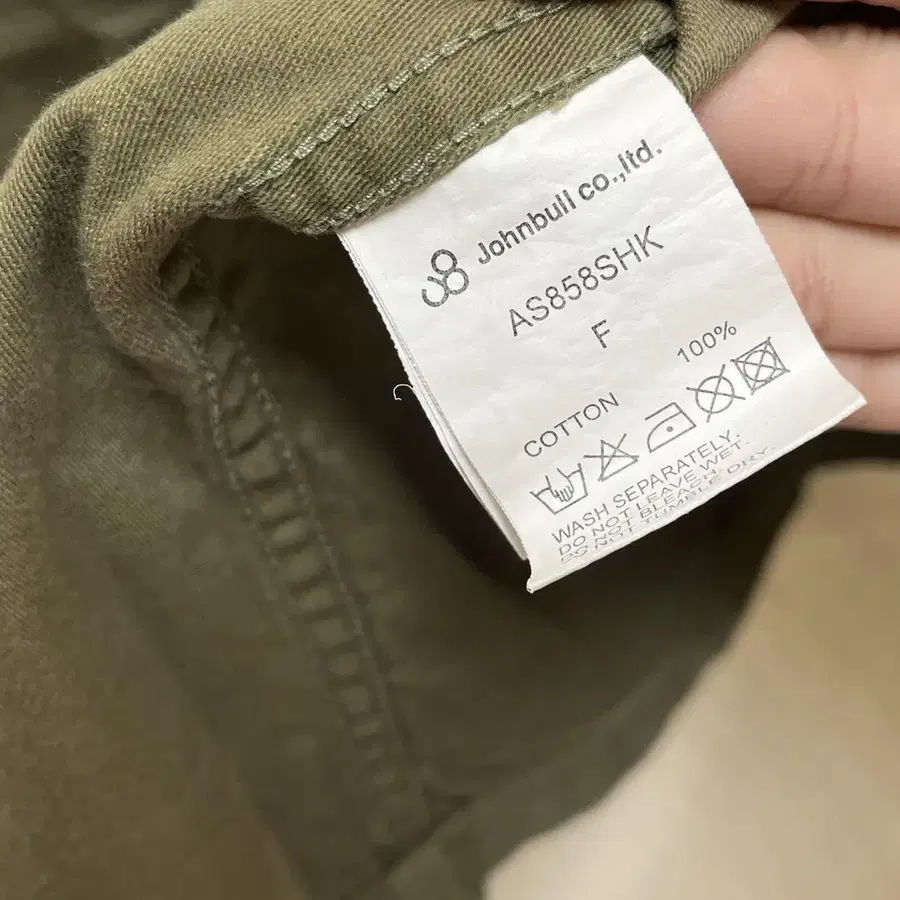 Johnbull co.,ltd.
AS858SHK
F
COTTON 100%
WASH SEPARATELY.
DO NOT LEAVE WET.
DO NOT BLEACH.
DO NOT TUMBLE DRY.